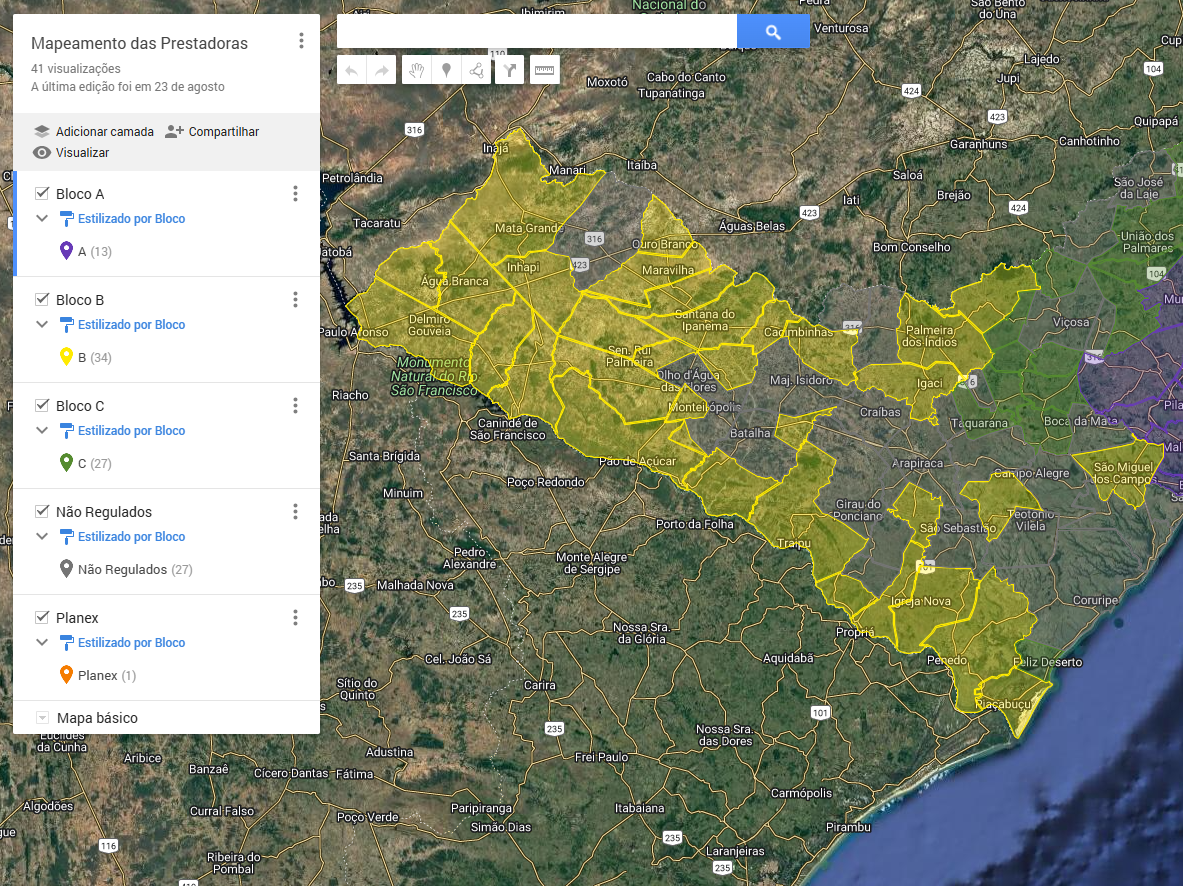 Mapeamento das Prestadoras
41 visualizações
A última edição foi em 23 de agosto
Adicionar camada
Compartilhar
Visualizar
Bloco A
Estilizado por Bloco
A (13)
Bloco B
Estilizado por Bloco
B (34)
Bloco C
Estilizado por Bloco
C (27)
Não Regulados
Estilizado por Bloco
Não Regulados (27)
Planex
Estilizado por Bloco
Planex (1)
Mapa básico
Nacional do
São Bento
do Una
Venturosa
Lajedo
Jupi
104
110
Moxotó
Cabo do Canto
Tupanatinga
424
423
Quipapá
316
Garanhuns
Canhotinho
Inajá
Manari
Itaíba
Saloá
Petrolândia
Iati
Brejão
São José
da Laje
424
423
Tacaratu
Mata Grande
316
Águas Belas
União dos
Palmares
Ouro Branco
Bom Conselho
423
Inhapi
Maravilha
104
Água Branca
Delmiro
Gouveia
Santana do
Ipanema
Paulo Afonso
Cacimbinhas
316
Palmeira
dos Índios
Viçosa
Monumento
Natural do Rio
São Francisco
Sen. Rui
Palmeira
Olho d'Água
das Flores
Maj. Isidoro
Igaci
316
Riacho
Monteirópolis
Craíbas
Taquarana
Boca da Mata
Canindé de
São Francisco
Batalha
Santa Brígida
Pão de Açúcar
Arapiraca
Campo Alegre
São Miguel
dos Campos
Minuim
Poço Redondo
Girau do
Ponciano
Porto da Folha
São Sebastião
Teotônio
Vilela
Traipu
Pedro
Alexandre
Monte Alegre
de Sergipe
101
235
Malhada Nova
Igreja Nova
Coruripe
235
Nossa Sra.
da Glória
Propriá
Cel. João Sá
Aquidabã
Penedo
Feliz Deserto
Sítio do
Quinto
Carira
Piaçabuçu
101
235
Nossa Sra.
das Dores
Euclides
da Cunha
Aribice
Adustina
Frei Paulo
Banzaê
Cícero Dantas
Fátima
Carmópolis
Algodões
Curral Falso
Poço Verde
Paripiranga
Simão Dias
Itabaiana
Pirambu
116
235
Ribeira do
Pombal
Laranjeiras
235